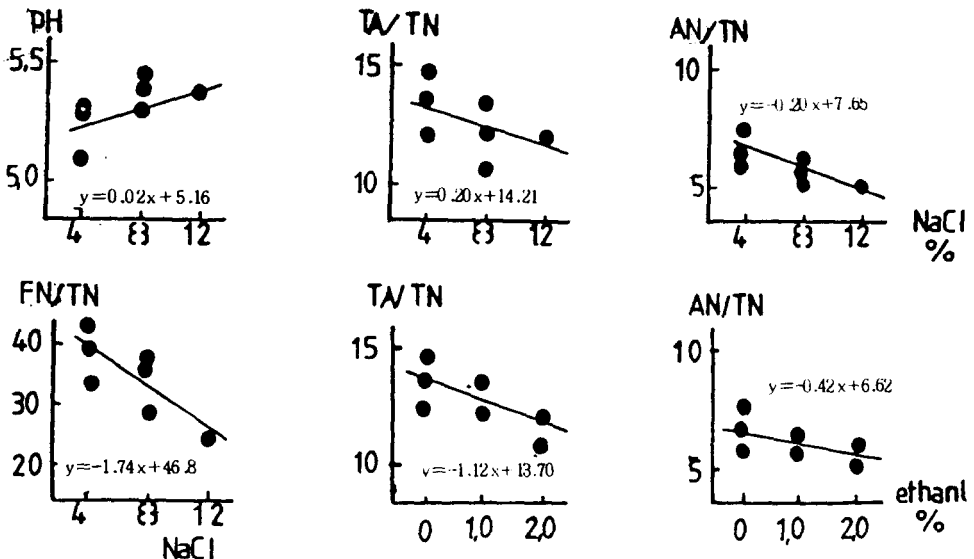 PH
5,5
5,0
y=0.02x+5.16
4 8 12
TA/TN
15
10
y=0.20x+14.21
4 8 12
AN/TN
10
5
y=-0.20x+7.65
4 8 12
NaCl
%
FN/TN
40
30
20
y=-1.74x+46.8
4 8 12
NaCl
TA/TN
15
10
y=-1.12x+13.70
0 1,0 2,0
AN/TN
10
5
y=-0.42x+6.62
0 1,0 2,0
ethanl
%